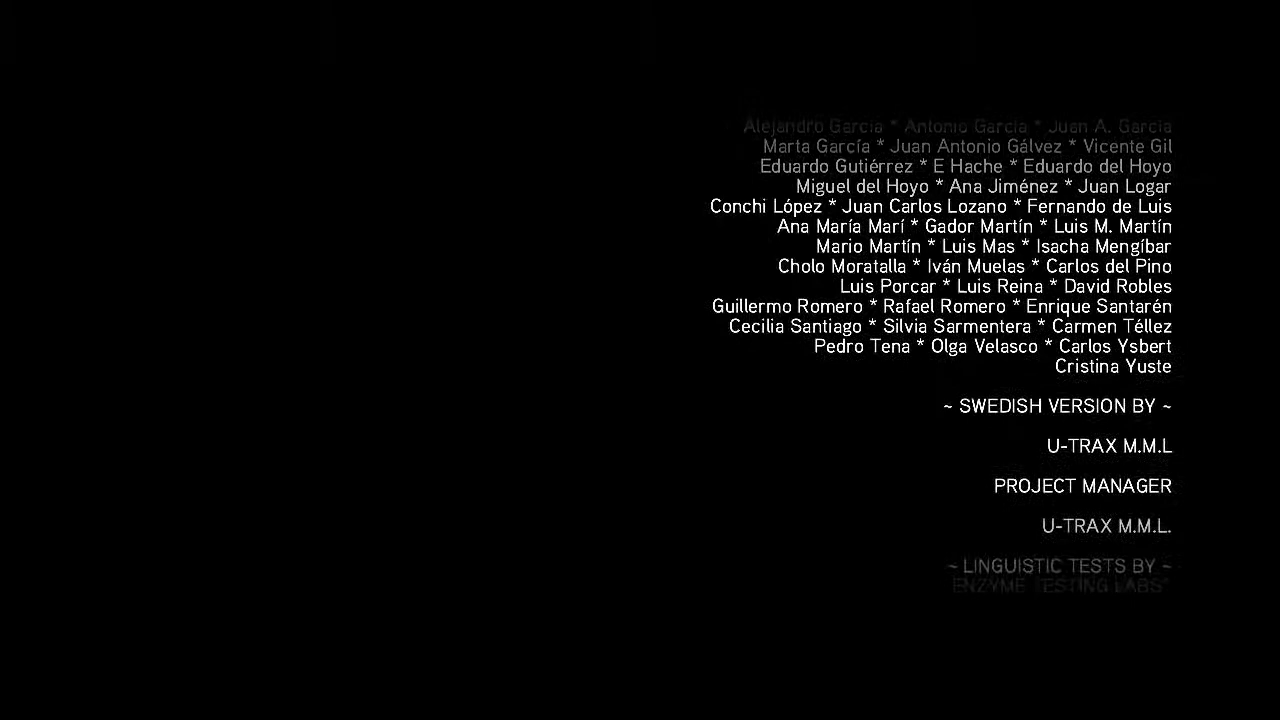 Alejandro García * Antonio García * Juan A. García
Marta García * Juan Antonio Gálvez * Vicente Gil
Eduardo Gutiérrez * E Hache * Eduardo del Hoyo
Miguel del Hoyo * Ana Jiménez * Juan Logar
Conchi López * Juan Carlos Lozano * Fernando de Luis
Ana María Marí * Gador Martín * Luis M. Martín
Mario Martín * Luis Mas * Isacha Mengíbar
Cholo Moratalla * Iván Muelas * Carlos del Pino
Luis Porcar * Luis Reina * David Robles
Guillermo Romero * Rafael Romero * Enrique Santarén
Cecilia Santiago * Silvia Sarmentera * Carmen Téllez
Pedro Tena * Olga Velasco * Carlos Ysbert
Cristina Yuste
~ SWEDISH VERSION BY ~
U-TRAX M.M.L
PROJECT MANAGER
U-TRAX M.M.L.
~ LINGUISTIC TESTS BY ~
ENZYME TESTING LABS"